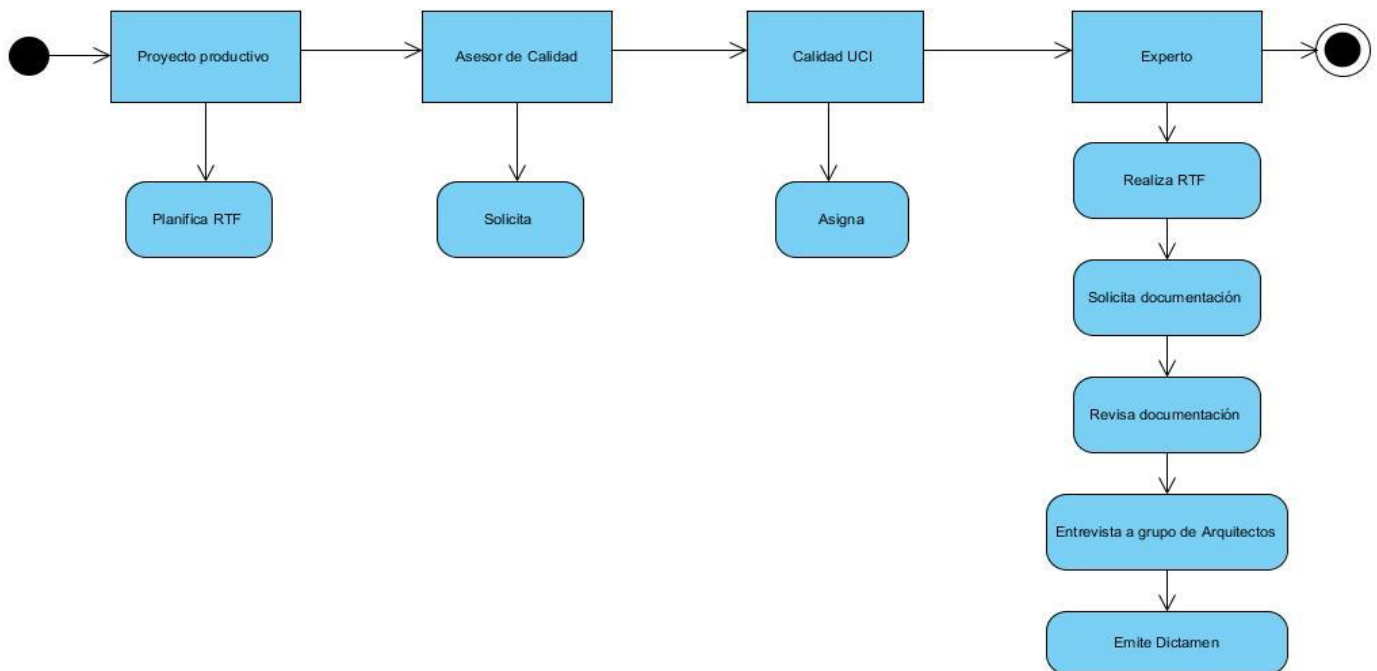 Proyecto productivo
Asesor de Calidad
Calidad UCI
Experto
Planifica RTF
Solicita
Asigna
Realiza RTF
Solicita documentación
Revisa documentación
Entrevista a grupo de Arquitectos
Emite Dictamen